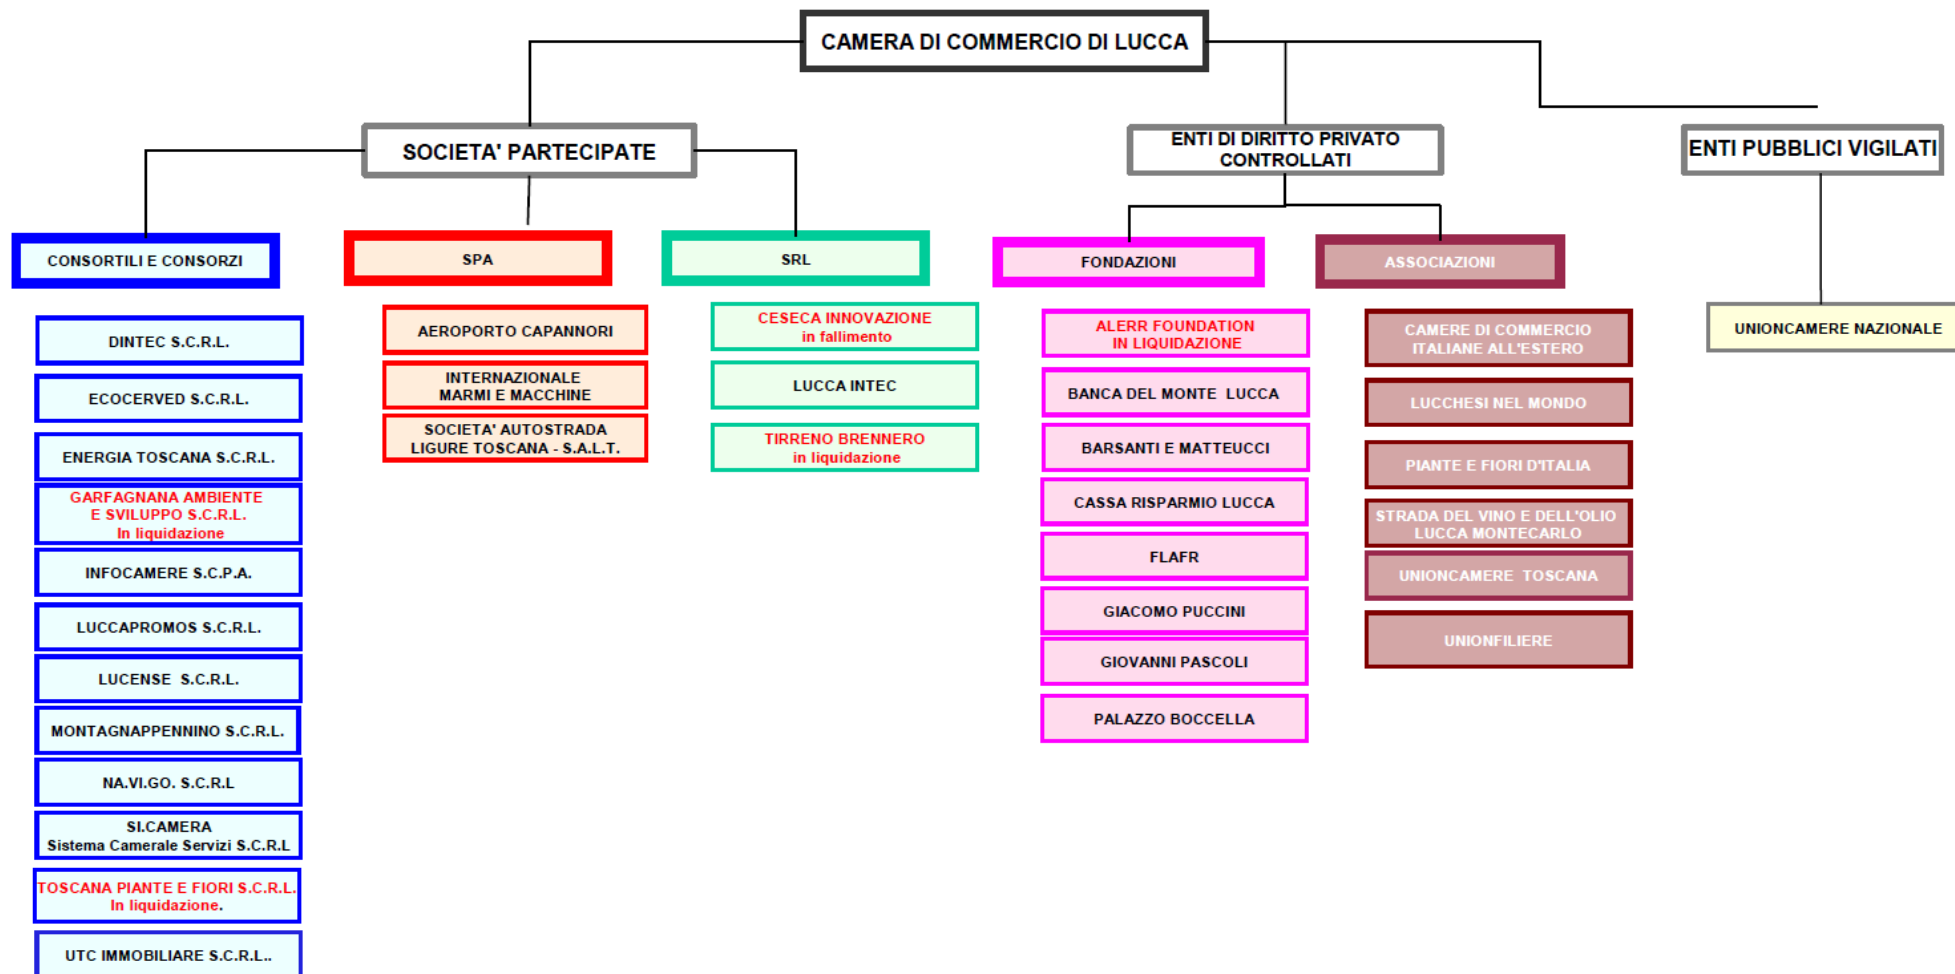 CAMERA DI COMMERCIO DI LUCCA
SOCIETA' PARTECIPATE
ENTI DI DIRITTO PRIVATO
CONTROLLATI
ENTI PUBBLICI VIGILATI
CONSORTILI E CONSORZI
DINTEC S.C.R.L.
ECOCERVED S.C.R.L.
ENERGIA TOSCANA S.C.R.L.
GARFAGNANA AMBIENTE
E SVILUPPO S.C.R.L.
In liquidazione
INFOCAMERE S.C.P.A.
LUCCAPROMOS S.C.R.L.
LUCENSE S.C.R.L.
MONTAGNAPPENNINO S.C.R.L.
NA.VI.GO. S.C.R.L
SI.CAMERA
Sistema Camerale Servizi S.C.R.L
TOSCANA PIANTE E FIORI S.C.R.L.
In liquidazione.
UTC IMMOBILIARE S.C.R.L..
SPA
AEROPORTO CAPANNORI
INTERNAZIONALE
MARMI E MACCHINE
SOCIETA' AUTOSTRADA
LIGURE TOSCANA - S.A.L.T.
SRL
CESECA INNOVAZIONE
in fallimento
LUCCA INTEC
TIRRENO BRENNERO
in liquidazione
FONDAZIONI
ALERR FOUNDATION
IN LIQUIDAZIONE
BANCA DEL MONTE LUCCA
BARSANTI E MATTEUCCI
CASSA RISPARMIO LUCCA
FLAFR
GIACOMO PUCCINI
GIOVANNI PASCOLI
PALAZZO BOCCELLA
ASSOCIAZIONI
CAMERE DI COMMERCIO
ITALIANE ALL'ESTERO
LUCCHESI NEL MONDO
PIANTE E FIORI D'ITALIA
STRADA DEL VINO E DELL'OLIO
LUCCA MONTECARLO
UNIONCAMERE TOSCANA
UNIONFILIERE
UNIONCAMERE NAZIONALE